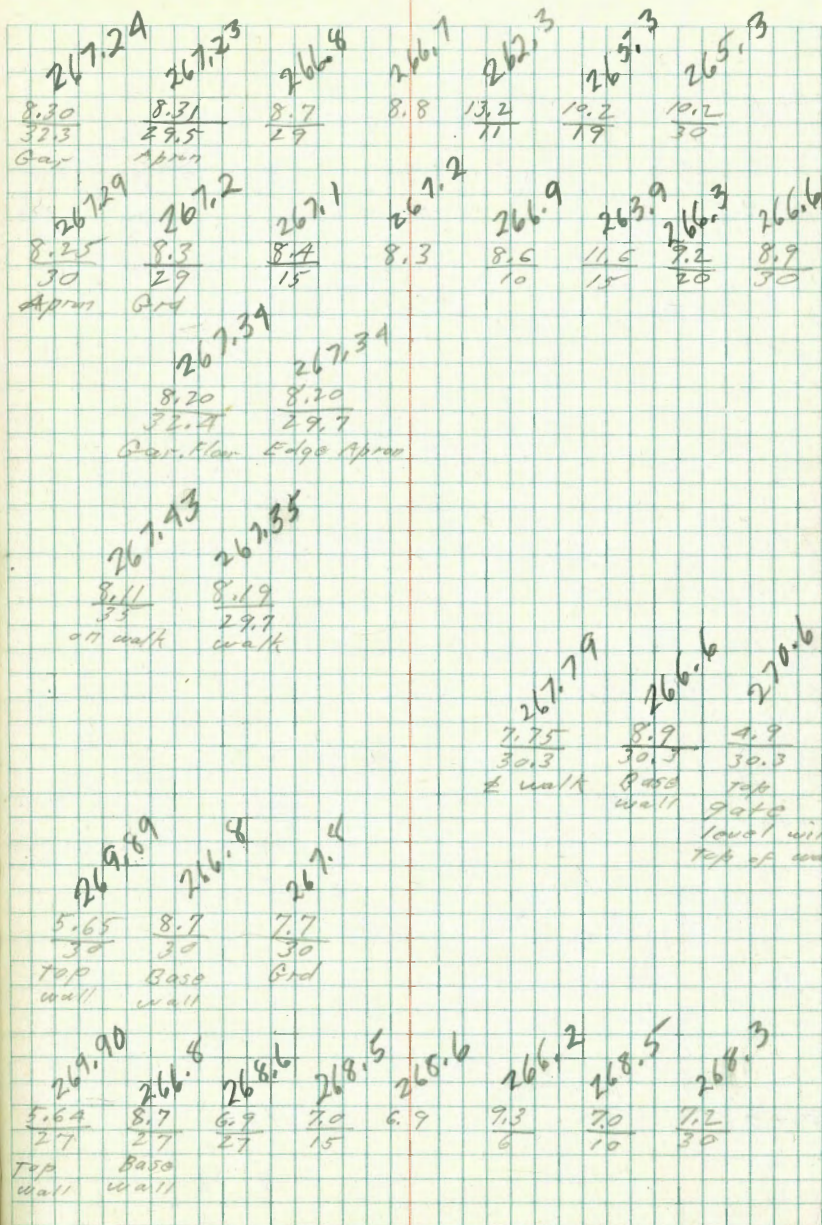 267.24 267.23 266.8 266.7 262.3 265.3 265.3
8.30 8.31 8.7 8.8 13.2 10.2 10.2
32.3 29.5 29 11 19 30
Gar. Apron
267.29 267.2 267.1 267.2 266.9 263.9 266.3 266.6
8.25 8.3 8.4 8.3 8.6 11.6 9.2 8.9
30 29 15 10 15 20 30
Apron Grd
267.34 267.34
8.20 8.20
32.4 29.7
Gar. Floor Edge Apron
267.43 267.35
8.11 8.19
35 29.7
on walk walk
267.79 266.6 270.6
7.75 8.9 4.9
30.3 30.3 30.3
℄ walk Base Top
wall gate
level
Top of
269.89 266.8 267.8
5.65 8.7 7.7
30 30 30
Top Base Grd
wall wall
269.90 266.8 268.6 268.5 268.6 266.2 268.5 268.3
5.64 8.7 6.9 7.0 6.9 9.3 7.0 7.2
27 27 27 15 6 10 30
Top Base
wall wall